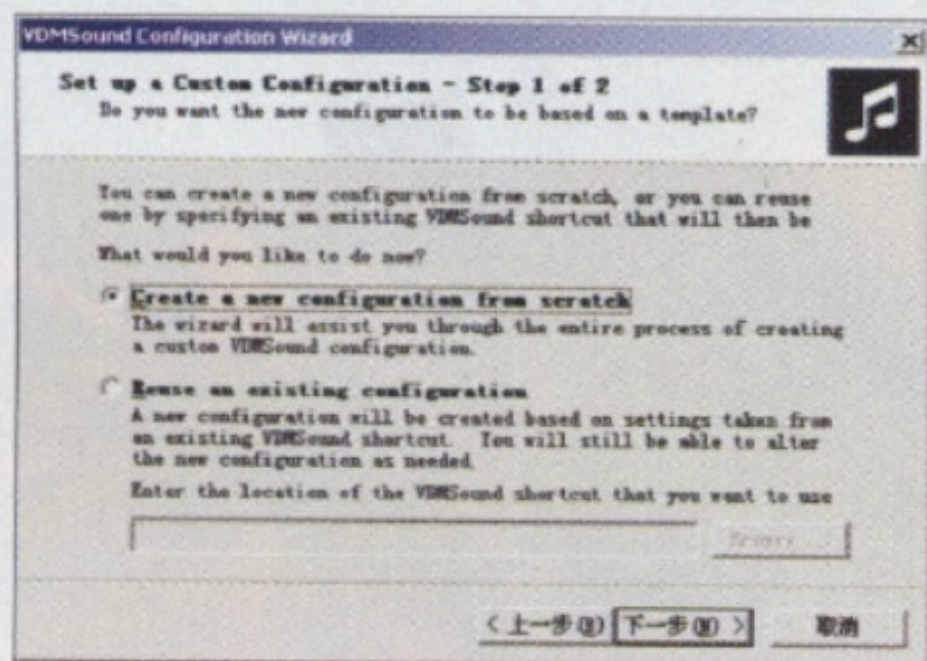 VDMSound Configuration Wizard
Set up a Custom Configuration - Step 1 of 2
Do you want the new configuration to be based on a template?
You can create a new configuration from scratch, or you can reuse
one by specifying an existing VDMSound shortcut that will then be
What would you like to do now?
Create a new configuration from scratch
The wizard will assist you through the entire process of creating
a custom VDMSound configuration.
Reuse an existing configuration
A new configuration will be created based on settings taken from
an existing VDMSound shortcut. You will still be able to alter
the new configuration as needed.
Enter the location of the VDMSound shortcut that you want to use
Browse ...
< 上一步(B) 下一步(N) > 取消